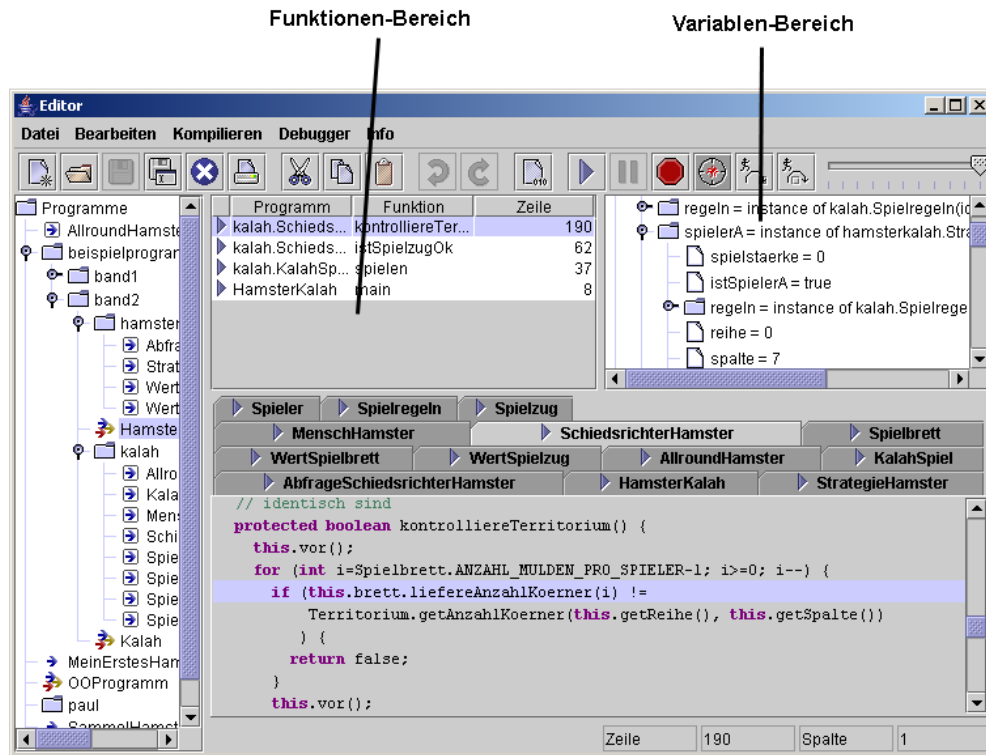 Funktionen-Bereich
Variablen-Bereich
Editor
Datei Bearbeiten Kompilieren Debugger Info
Programme
AllroundHamste
beispielprogran
band1
band2
hamster
Abfra
Strat
Wert
Wert
Hamste
kalah
Allro
Kala
Mens
Schi
Spie
Spie
Spie
Spie
Kalah
MeinErstesHam
OOProgramm
paul
SammelHamst
Programm Funktion Zeile
kalah.Schieds... kontrolliereTer... 190
kalah.Schieds... istSpielzugOk 62
kalah.KalahSp... spielen 37
HamsterKalah main 8
regeln = instance of kalah.Spielregeln(id
spielerA = instance of hamsterkalah.Stra
spielstaerke = 0
istSpielerA = true
regeln = instance of kalah.Spielrege
reihe = 0
spalte = 7
Spieler Spielregeln Spielzug
MenschHamster SchiedsrichterHamster Spielbrett
WertSpielbrett WertSpielzug AllroundHamster KalahSpiel
AbfrageSchiedsrichterHamster HamsterKalah StrategieHamster
// identisch sind
protected boolean kontrolliereTerritorium() {
this.vor();
for (int i=Spielbrett.ANZAHL_MULDEN_PRO_SPIELER-1; i>=0; i--) {
if (this.brett.liefereAnzahlKoerner(i) !=
Territorium.getAnzahlKoerner(this.getReihe(), this.getSpalte())
) {
return false;
}
this.vor();
Zeile 190 Spalte 1